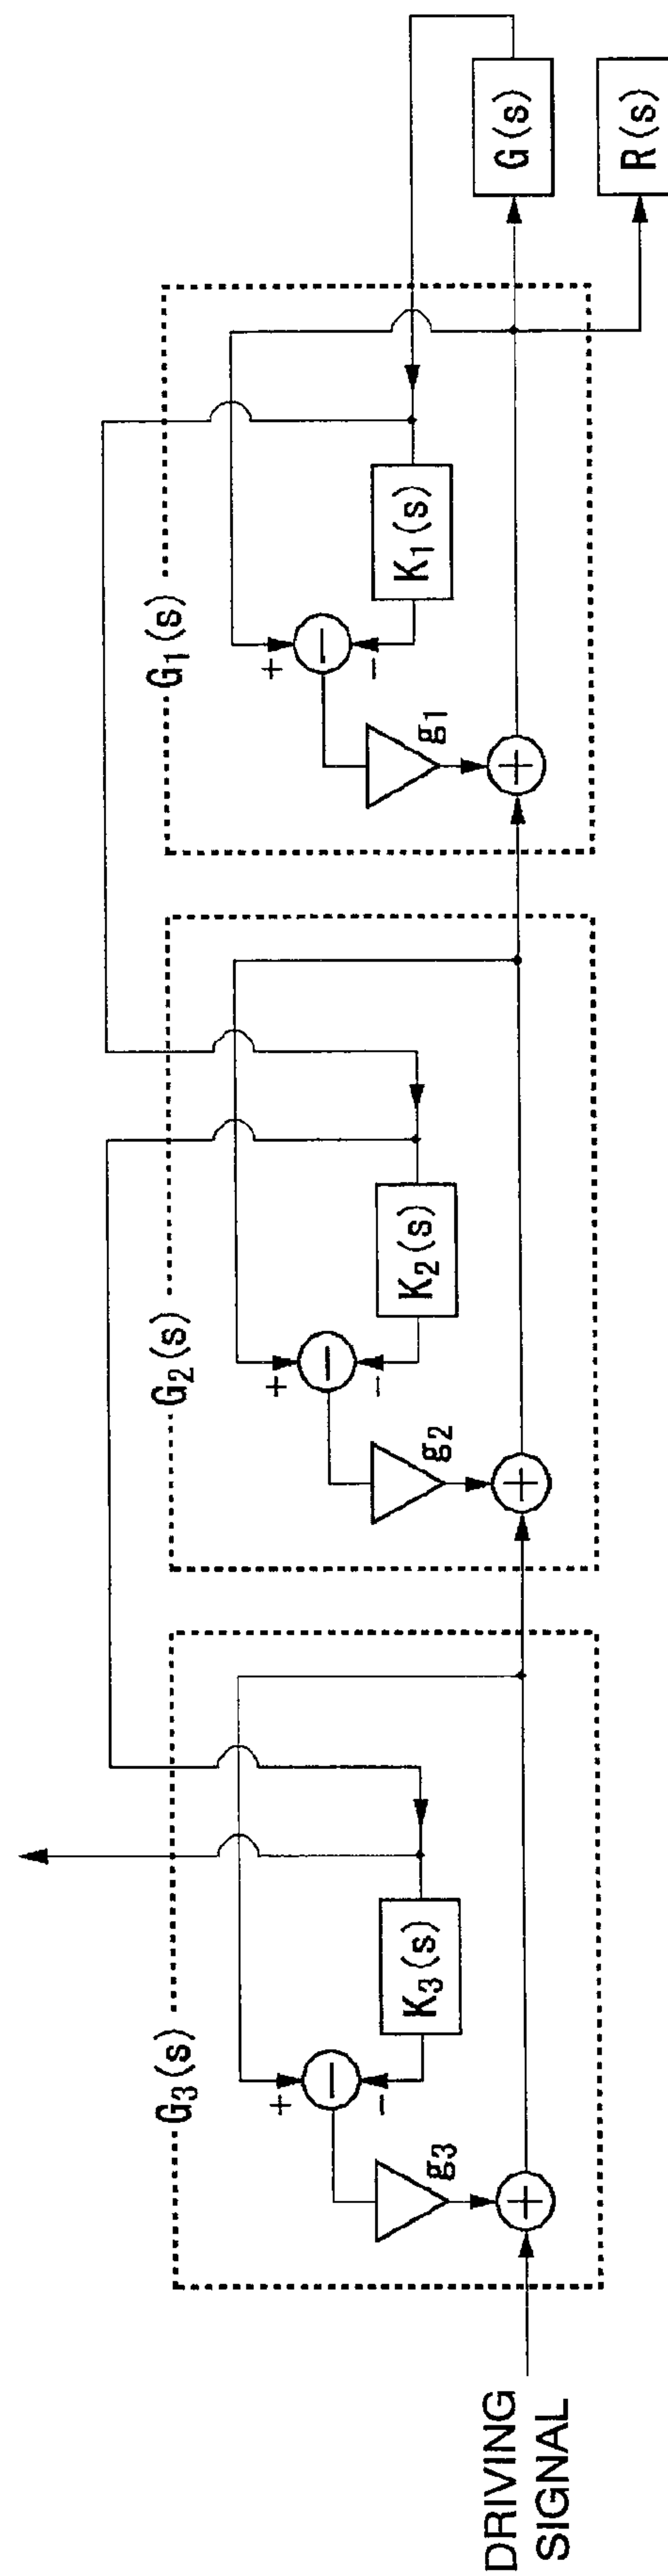 G₃(s)
G₂(s)
G₁(s)
+
−
−
K₃(s)
g₃
+
+
−
−
K₂(s)
g₂
+
+
−
−
K₁(s)
g₁
+
G(s)
R(s)
DRIVING
SIGNAL